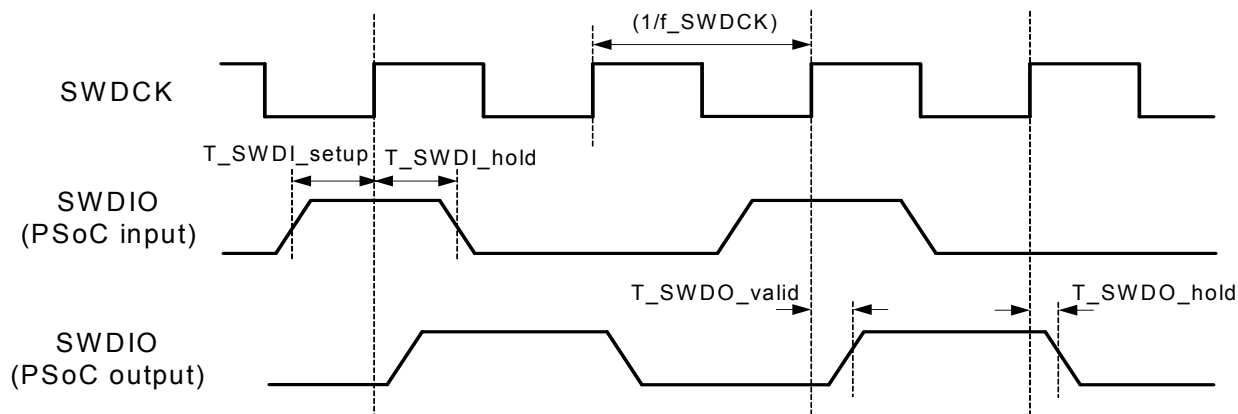 (1/f_SWDCK)
SWDCK
T_SWDI_setup T_SWDI_hold
SWDIO
(PSoC input)
T_SWDO_valid T_SWDO_hold
SWDIO
(PSoC output)